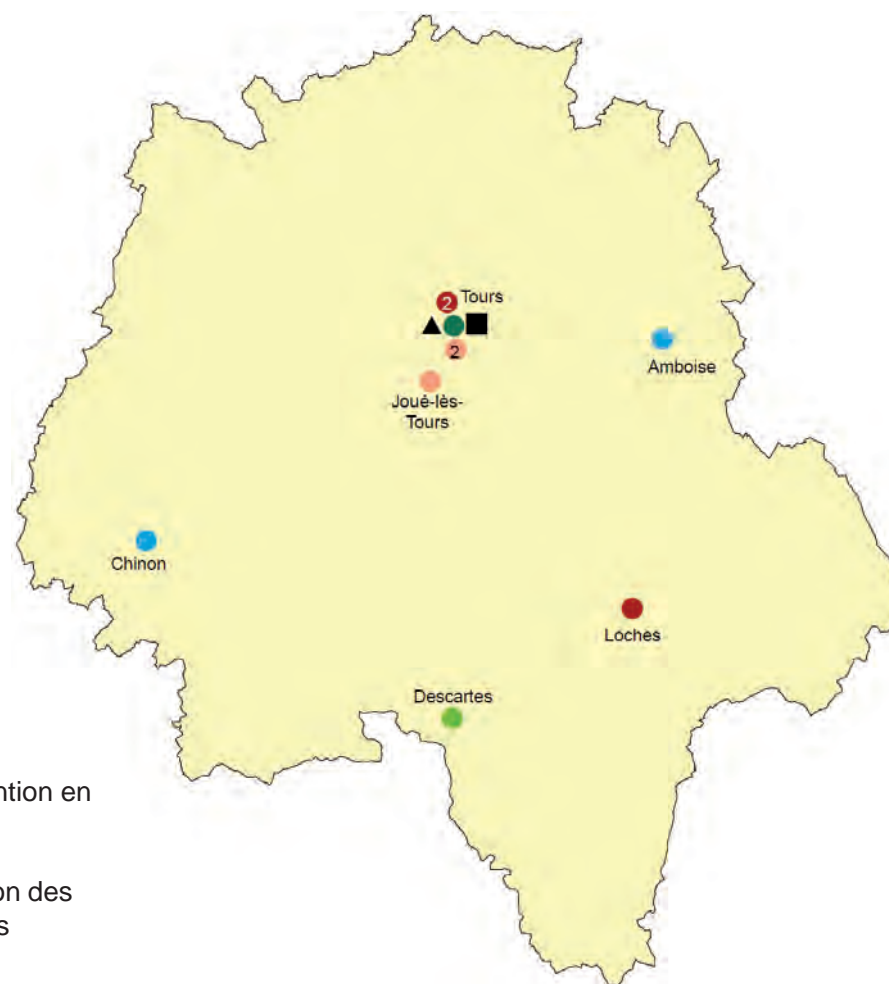 2 Tours
2
Amboise
Joué-lès-
Tours
Chinon
Loches
Descartes
ntion en
on des
s